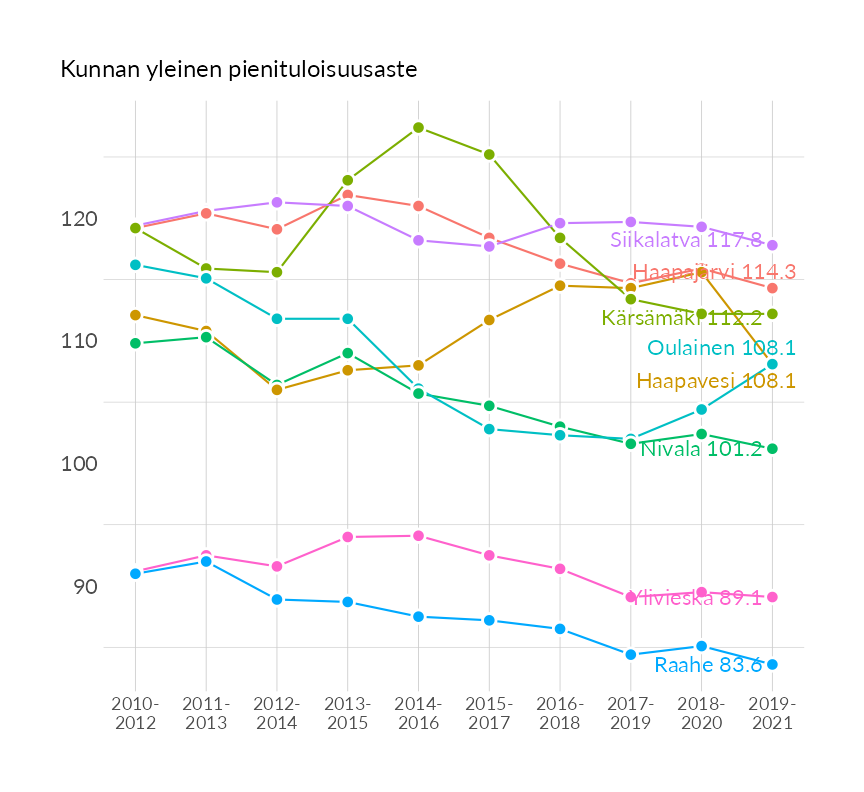 Kunnan yleinen pienituloisuusaste
120
110
100
90
Siikalatva 117.8
Haapajärvi 114.3
Kärsämäki 112.2
Oulainen 108.1
Haapavesi 108.1
Nivala 101.2
Ylivieska 89.1
Raahe 83.6
2010- 2011- 2012- 2013- 2014- 2015- 2016- 2017- 2018- 2019-
2012 2013 2014 2015 2016 2017 2018 2019 2020 2021